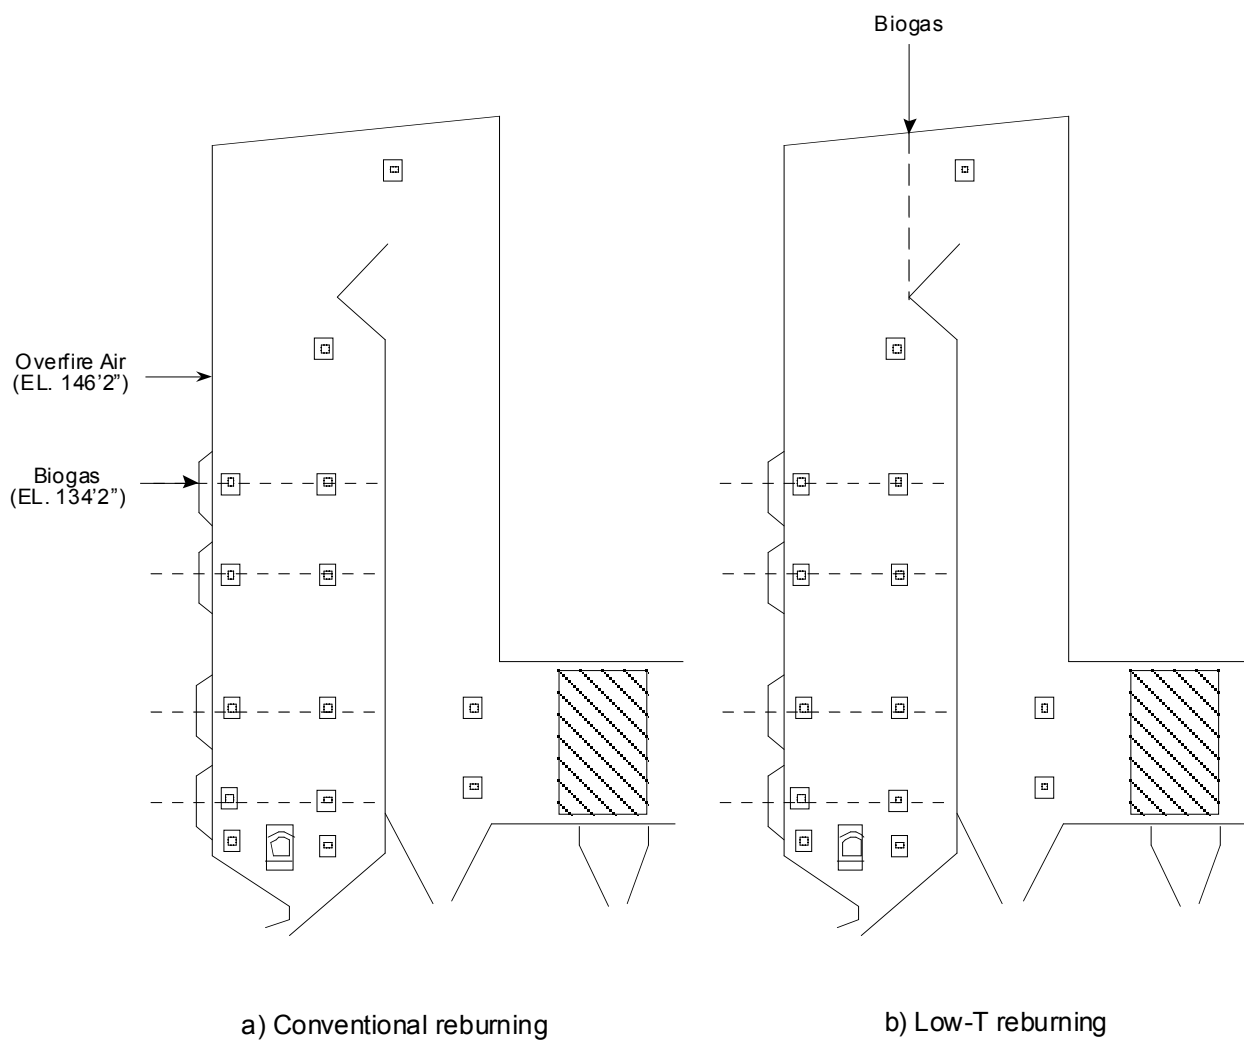 Biogas
Overfire Air
(EL. 146’2”)
Biogas
(EL. 134’2”)
a) Conventional reburning
b) Low-T reburning